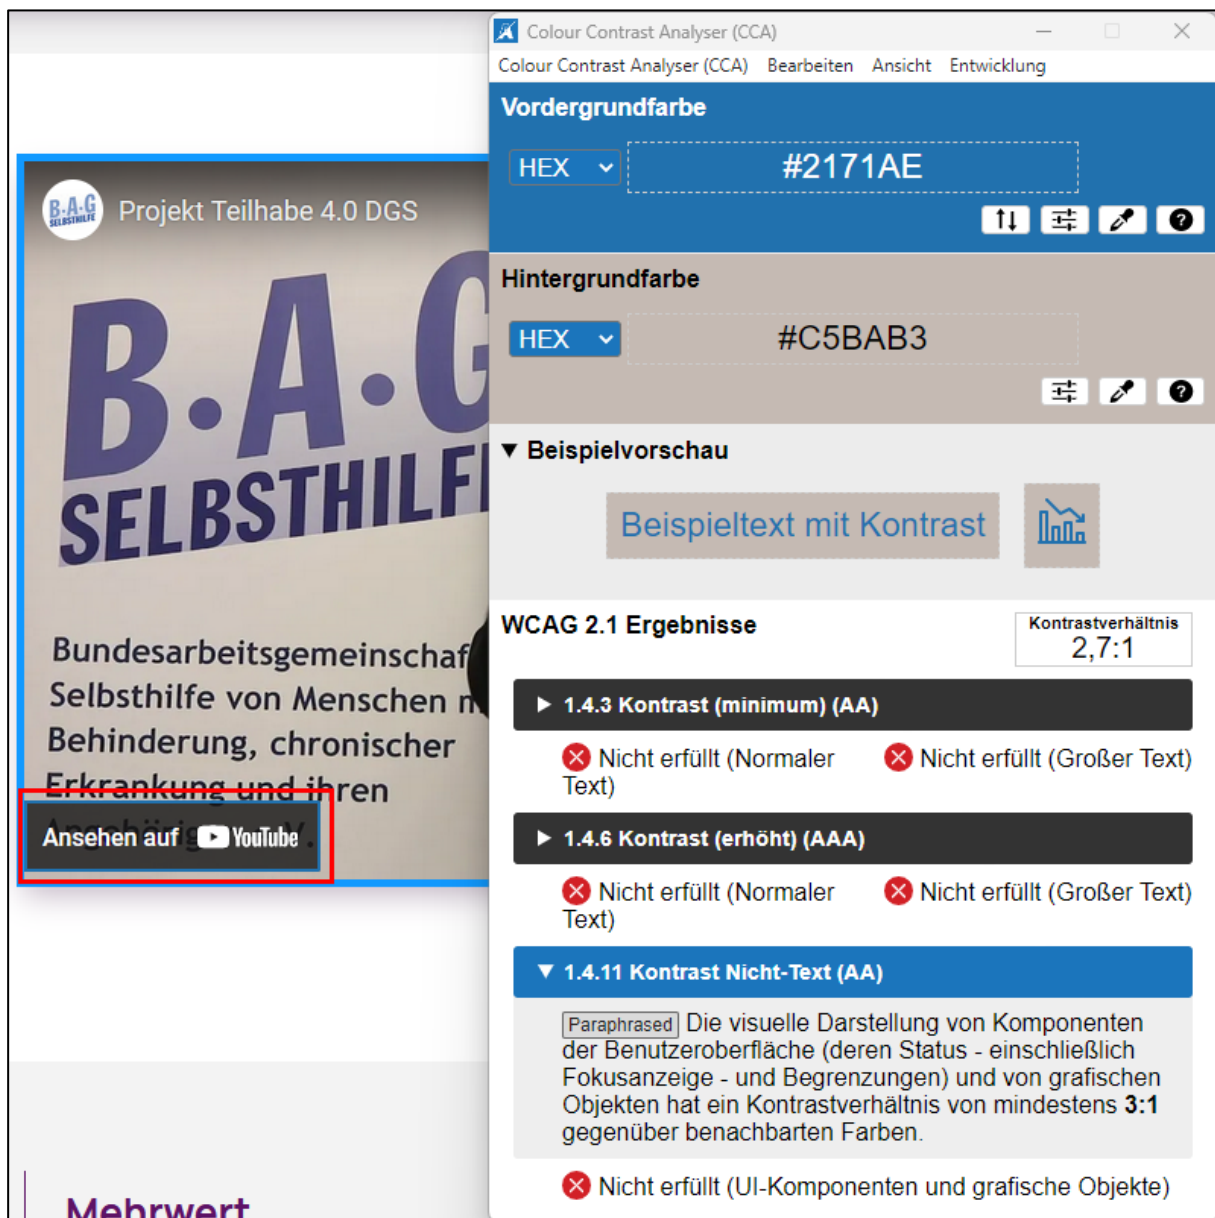 Projekt Teilhabe 4.0 DGS
B.A.G
SELBSTHILFE
B.A.G
SELBSTHILFE
Bundesarbeitsgemeinschaf
Selbsthilfe von Menschen m
Behinderung, chronischer
Erkrankung und ihren
Ansehen auf YouTube
Mehrwert
Colour Contrast Analyser (CCA)
Colour Contrast Analyser (CCA) Bearbeiten Ansicht Entwicklung
Vordergrundfarbe
HEX #2171AE
Hintergrundfarbe
HEX #C5BAB3
Beispielvorschau
Beispieltext mit Kontrast
WCAG 2.1 Ergebnisse
Kontrastverhältnis
2,7:1
1.4.3 Kontrast (minimum) (AA)
Nicht erfüllt (Normaler Nicht erfüllt (Großer Text)
Text)
1.4.6 Kontrast (erhöht) (AAA)
Nicht erfüllt (Normaler Nicht erfüllt (Großer Text)
Text)
1.4.11 Kontrast Nicht-Text (AA)
Paraphrased Die visuelle Darstellung von Komponenten
der Benutzeroberfläche (deren Status - einschließlich
Fokusanzeige - und Begrenzungen) und von grafischen
Objekten hat ein Kontrastverhältnis von mindestens 3:1
gegenüber benachbarten Farben.
Nicht erfüllt (UI-Komponenten und grafische Objekte)